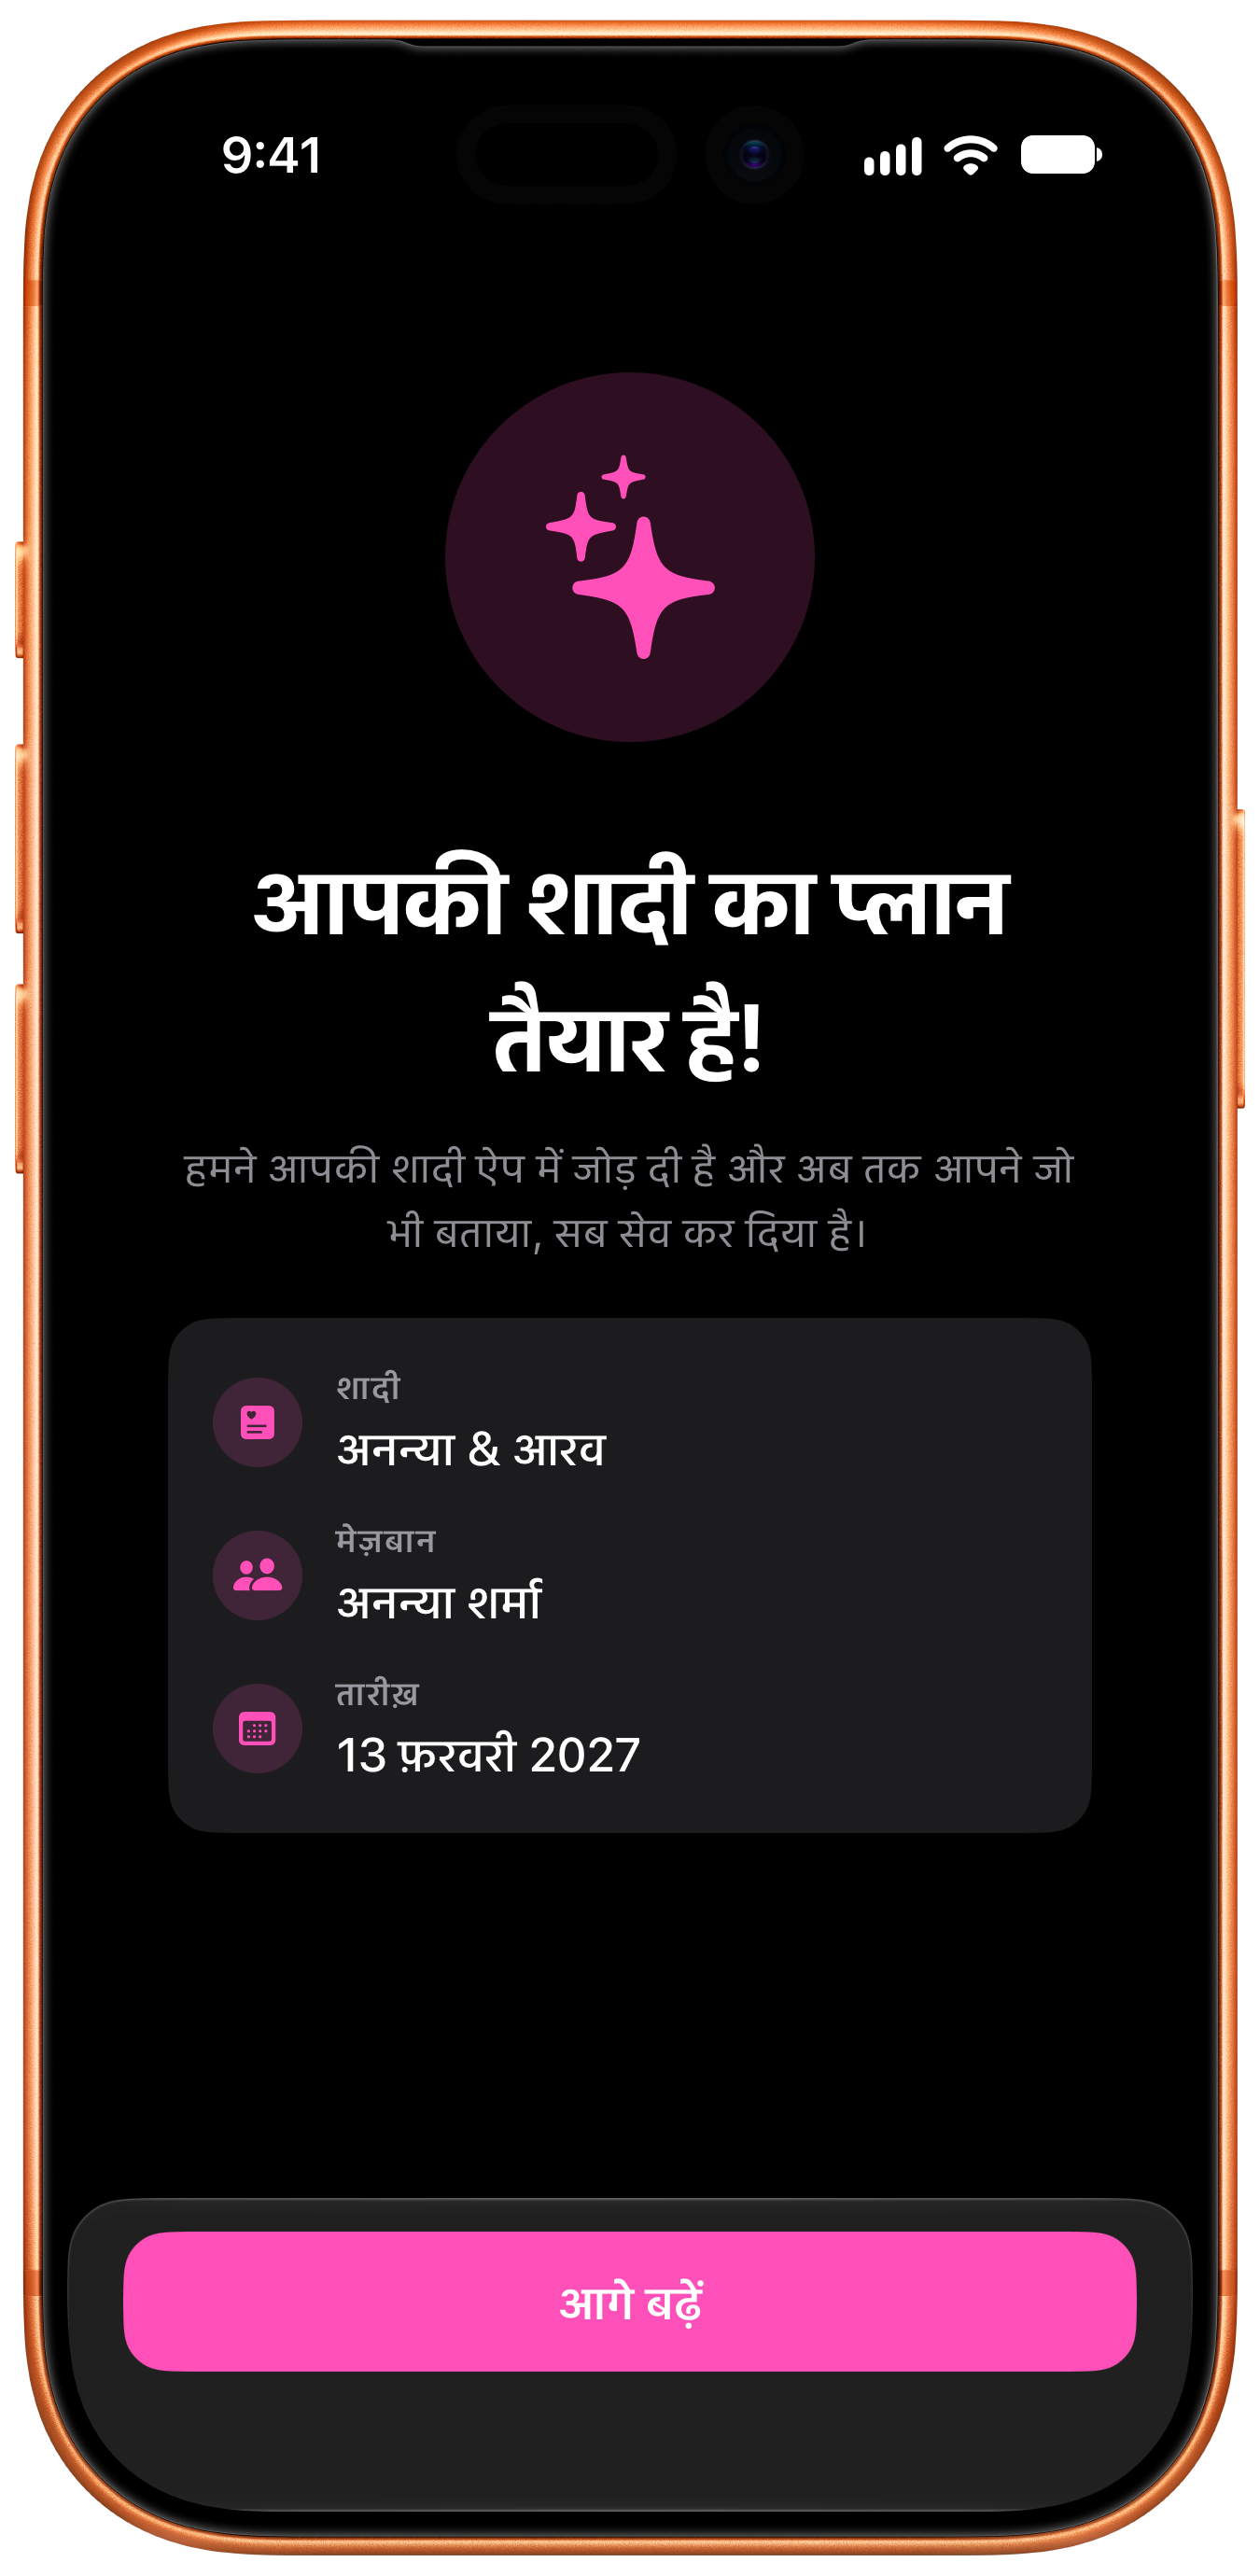 9:41
आपकी शादी का प्लान
तैयार है!
हमने आपकी शादी ऐप में जोड़ दी है और अब तक आपने जो
भी बताया, सब सेव कर दिया है।
शादी
अनन्या & आरव
मेज़बान
अनन्या शर्मा
तारीख़
13 फ़रवरी 2027
आगे बढ़ें